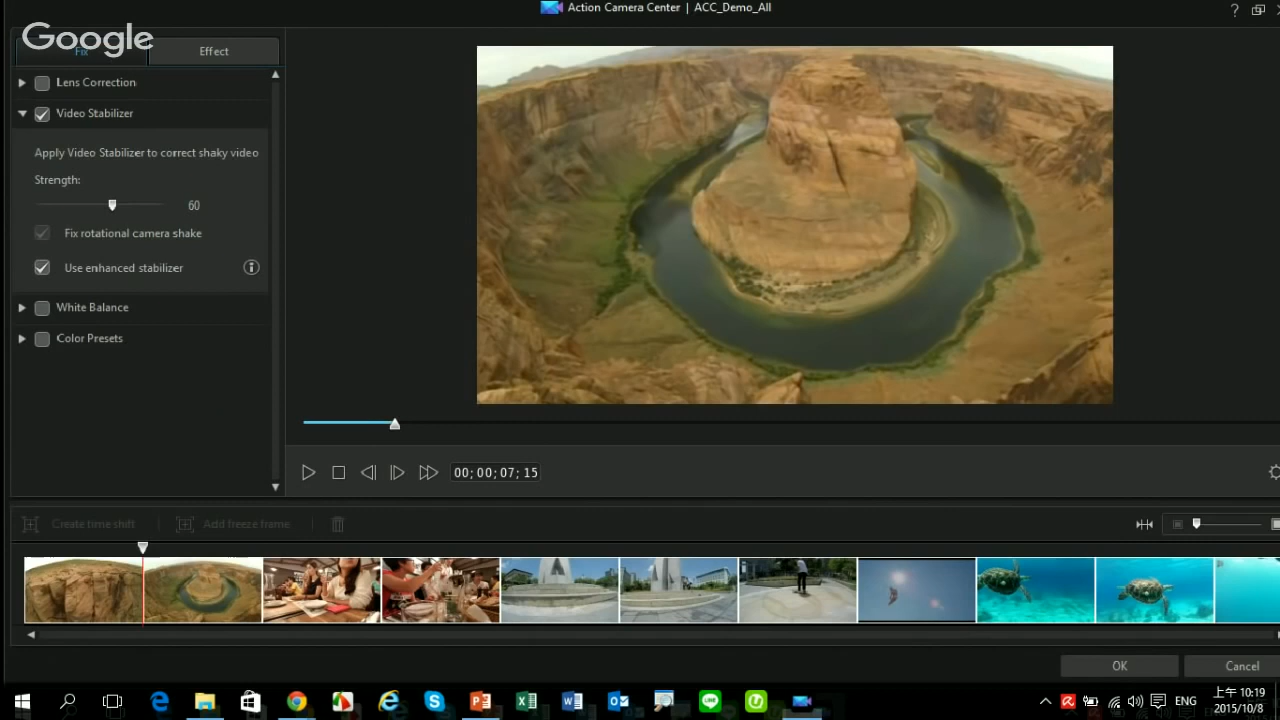 Action Camera Center | ACC_Demo_All
?
Google
Fix Effect
Lens Correction
Video Stabilizer
Apply Video Stabilizer to correct shaky video
Strength:
60
Fix rotational camera shake
Use enhanced stabilizer
White Balance
Color Presets
00;00;07;15
Create time shift Add freeze frame
OK Cancel
ENG 上午 10:19
2015/10/8